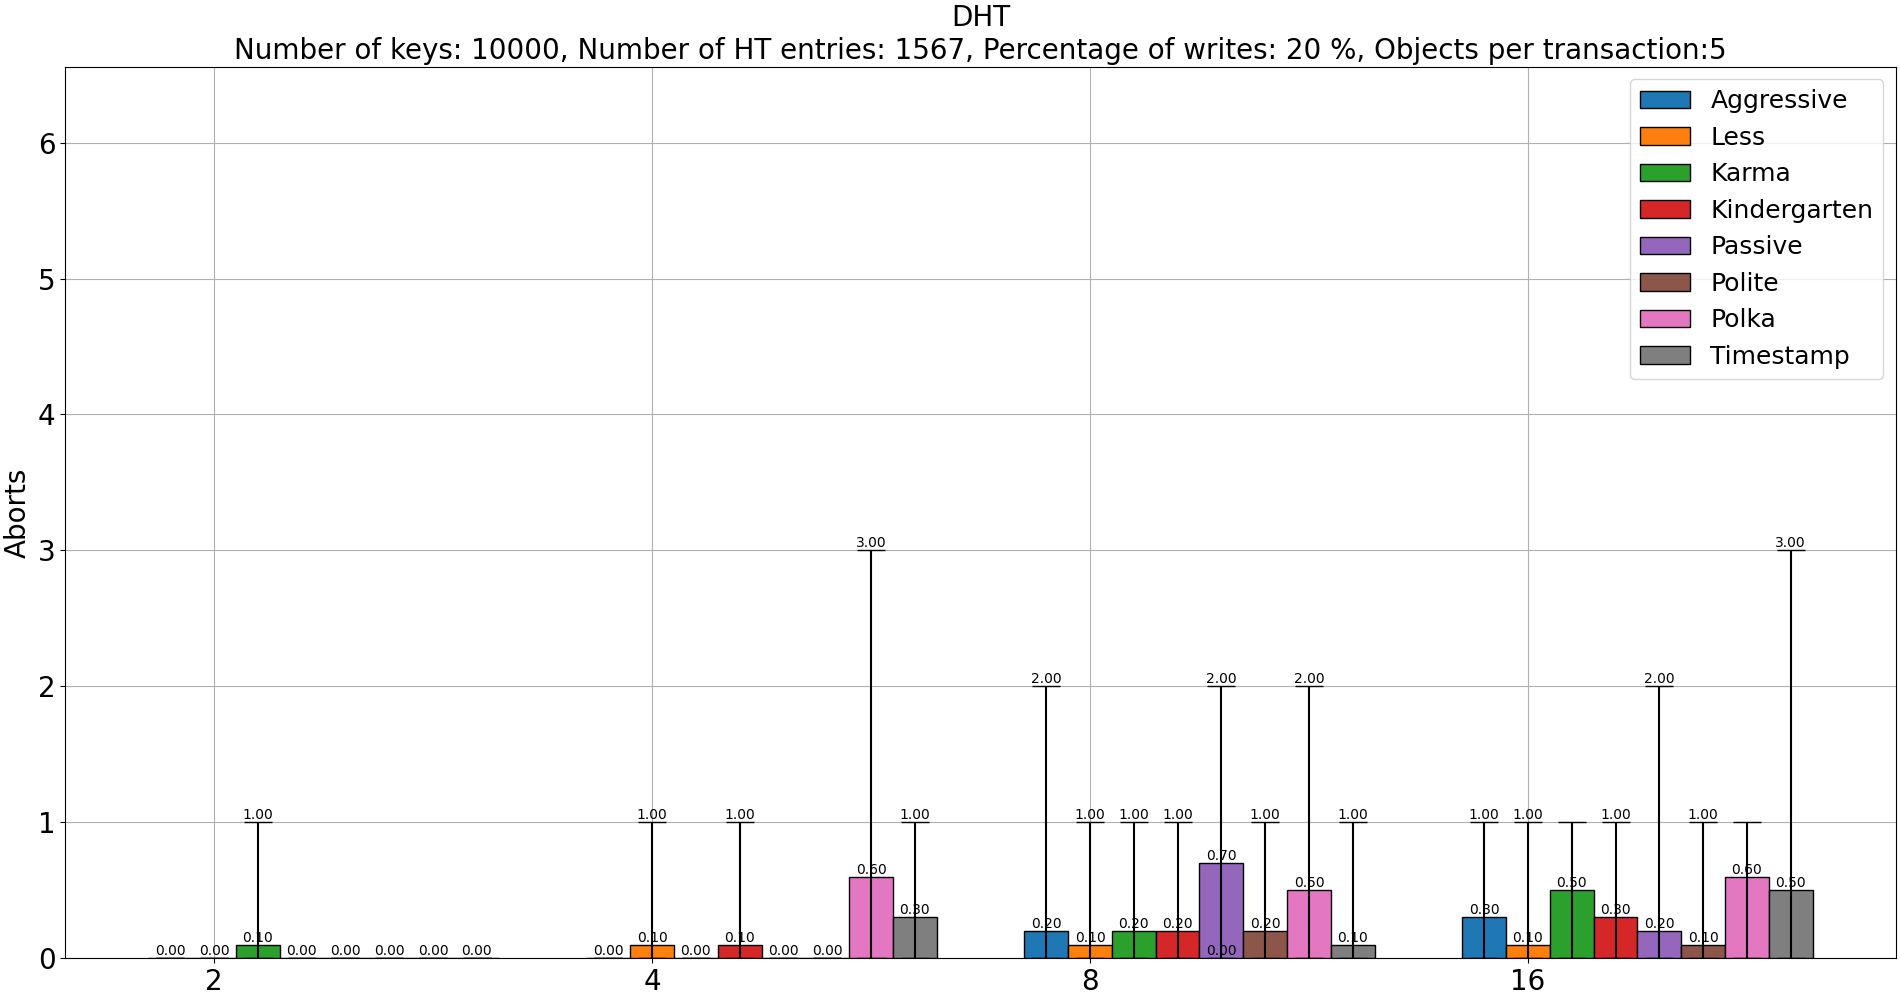 DHT
Number of keys: 10000, Number of HT entries: 1567, Percentage of writes: 20 %, Objects per transaction:5
Aggressive
Less
Karma
Kindergarten
Passive
Polite
Polka
Timestamp
Aborts
6
5
4
3
2
1
0
3.00 3.00
2.00 2.00 2.00 2.00
1.00 1.00 1.00 1.00 1.00 1.00 1.00 1.00 1.00 1.00 1.00 1.00 1.00
0.70
0.60 0.50 0.50 0.60 0.50
0.30 0.30 0.30
0.20 0.20 0.20 0.20 0.20
0.10 0.10 0.10 0.10 0.10 0.10 0.10
0.00 0.00 0.00 0.00 0.00 0.00 0.00 0.00 0.00 0.00 0.00 0.00
2 4 8 16